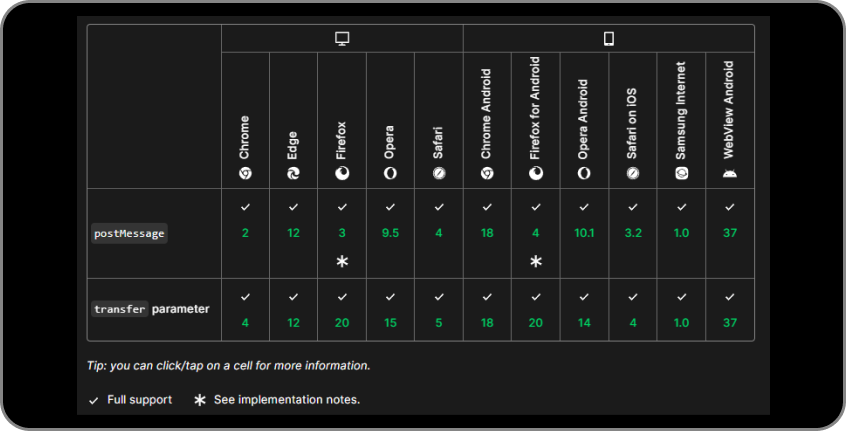 Chrome
Edge
Firefox
Opera
Safari
Chrome Android
Firefox for Android
Opera Android
Safari on iOS
Samsung Internet
WebView Android
postMessage
2 12 3 9.5 4 18 4 10.1 3.2 1.0 37
transfer parameter
4 12 20 15 5 18 20 14 4 1.0 37
Tip: you can click/tap on a cell for more information.
Full support See implementation notes.